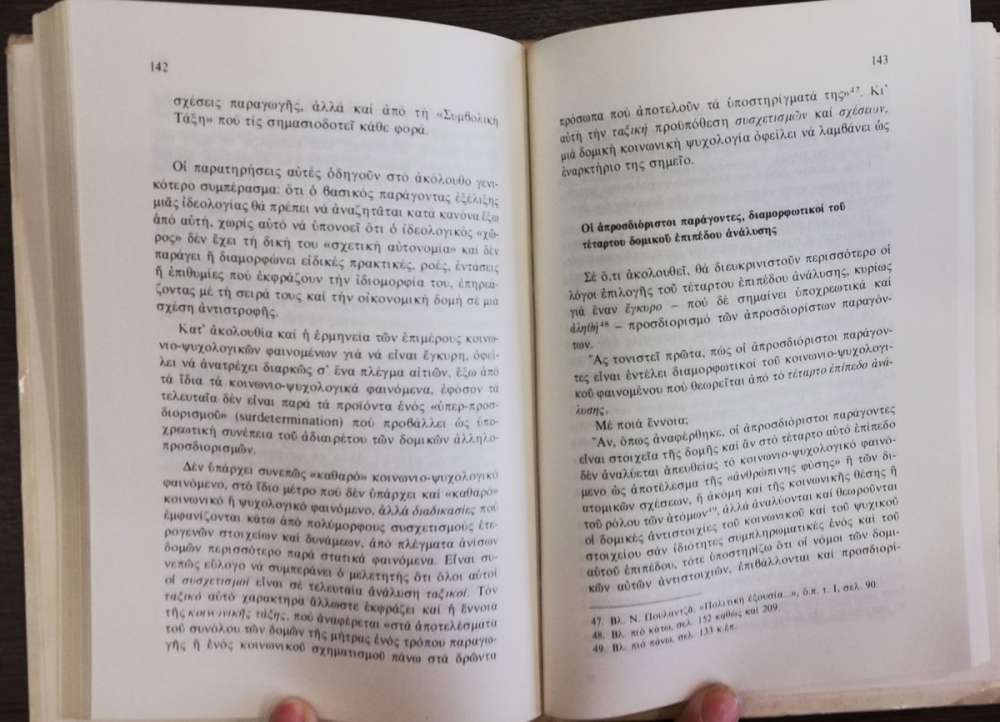 142
σχέσεις παραγωγῆς, ἀλλά καί ἀπό τή «Συμβολική
Τάξη» πού τίς σημασιοδοτεῖ κάθε φορά.
Οἱ παρατηρήσεις αὐτές ὁδηγοῦν στό ἀκόλουθο γενι-
κότερο συμπέρασμα: ὅτι ὁ βασικός παράγοντας ἐξέλιξης
μιᾶς ἰδεολογίας θά πρέπει νά ἀναζητᾶται κατά κανόνα ἔξω
ἀπό αὐτή, χωρίς αὐτό νά ὑπονοεῖ ὅτι ὁ ἰδεολογικός «χῶ-
ρος» δέν ἔχει τή δική του «σχετική αὐτονομία» καί δέν
παράγει ἤ διαμορφώνει εἰδικές πρακτικές, ροές, ἐντάσεις
ἤ ἐπιθυμίες πού ἐκφράζουν τήν ἰδιομορφία του, ἐπηρεά-
ζοντας μέ τή σειρά τους καί τήν οἰκονομική δομή σέ μιά
σχέση ἀντιστροφῆς.
Κατ' ἀκολουθία καί ἡ ἑρμηνεία τῶν ἐπιμέρους κοινω-
νιο-ψυχολογικῶν φαινομένων γιά νά εἶναι ἔγκυρη, ὀφεί-
λει νά ἀνατρέχει διαρκῶς σ' ἕνα πλέγμα αἰτιῶν, ἔξω ἀπό
τά ἴδια τά κοινωνιο-ψυχολογικά φαινόμενα, ἐφόσον τά
τελευταῖα δέν εἶναι παρά τά προϊόντα ἑνός «ὑπερ-προσ-
διορισμοῦ» (surdetermination) πού προβάλλει ὡς ὑπο-
χρεωτική συνέπεια τοῦ ἀδιαιρέτου τῶν δομικῶν ἀλληλο-
προσδιορισμῶν.
Δέν ὑπάρχει συνεπῶς «καθαρό» κοινωνιο-ψυχολογικό
φαινόμενο, στό ἴδιο μέτρο πού δέν ὑπάρχει καί «καθαρό»
κοινωνικό ἤ ψυχολογικό φαινόμενο, ἀλλά διαδικασίες πού
ἐμφανίζονται κάτω ἀπό πολύμορφους συσχετισμούς ἑτε-
ρογενῶν στοιχείων καί δυνάμεων, ἀπό πλέγματα ἀνίσων
δομῶν περισσότερο παρά στατικά φαινόμενα. Εἶναι συ-
νεπῶς εὔλογο νά συμπεράνει ὁ μελετητής ὅτι ὅλοι αὐτοί
οἱ συσχετισμοί εἶναι σέ τελευταία ἀνάλυση ταξικοί. Τόν
ταξικό αὐτό χαρακτήρα ἄλλωστε ἐκφράζει καί ἡ ἔννοια
τῆς κοινωνικῆς τάξης, πού ἀναφέρεται «στά ἀποτελέσματα
τοῦ συνόλου τῶν δομῶν τῆς μήτρας ἑνός τρόπου παραγω-
γῆς ἤ ἑνός κοινωνικοῦ σχηματισμοῦ πάνω στά δρῶντα
143
πρόσωπα πού ἀποτελοῦν τά ὑποστηρίγματά της»⁴⁷. Κι'
αὐτή τήν ταξική προϋπόθεση συσχετισμῶν καί σχέσεων,
μιά δομική κοινωνική ψυχολογία ὀφείλει νά λαμβάνει ὡς
ἐναρκτήριο της σημεῖο.
Οἱ ἀπροσδιόριστοι παράγοντες, διαμορφωτικοί τοῦ
τέταρτου δομικοῦ ἐπιπέδου ἀνάλυσης
Σέ ὅ,τι ἀκολουθεῖ, θά διευκρινιστοῦν περισσότερο οἱ
λόγοι ἐπιλογῆς τοῦ τέταρτου ἐπιπέδου ἀνάλυσης, κυρίως
γιά ἕναν ἔγκυρο – πού δέ σημαίνει ὑποχρεωτικά καί
ἀληθῆ⁴⁸ – προσδιορισμό τῶν ἀπροσδιορίστων παραγόν-
των.
Ἄς τονιστεῖ πρῶτα, πώς οἱ ἀπροσδιόριστοι παράγον-
τες εἶναι ἐντέλει διαμορφωτικοί τοῦ κοινωνιο-ψυχολογι-
κοῦ φαινομένου πού θεωρεῖται ἀπό τό τέταρτο ἐπίπεδο ἀνά-
λυσης.
Μέ ποιά ἔννοια;
Ἄν, ὅπως ἀναφέρθηκε, οἱ ἀπροσδιόριστοι παράγοντες
εἶναι στοιχεῖα τῆς δομῆς καί ἄν στό τέταρτο αὐτό ἐπίπεδο
δέν ἀναλύεται ἀπευθείας τό κοινωνιο-ψυχολογικό φαινό-
μενο ὡς ἀποτέλεσμα τῆς «ἀνθρώπινης φύσης» ἤ τῶν δι-
ατομικῶν σχέσεων, ἤ ἀκόμη καί τῆς κοινωνικῆς θέσης ἤ
τοῦ ρόλου τῶν ἀτόμων⁴⁹, ἀλλά ἀναλύονται καί θεωροῦνται
οἱ δομικές ἀντιστοιχίες τοῦ κοινωνικοῦ καί τοῦ ψυχικοῦ
στοιχείου σάν ἰδιότητες συμπληρωματικές ἑνός καί τοῦ
αὐτοῦ ἐπιπέδου, τότε ὑποστηρίζω ὅτι οἱ νόμοι τῶν δομι-
κῶν αὐτῶν ἀντιστοιχιῶν, ἐπιβάλλονται καί προσδιορί-
47. Βλ. Ν. Πουλαντζᾶ, «Πολιτική ἐξουσία...», ὅ.π. τ. Ι, σελ. 90.
48. Βλ. πιό κάτω, σελ. 152 καθώς καί 209.
49. Βλ. πιό πάνω, σελ. 133 κ.ἑπ.